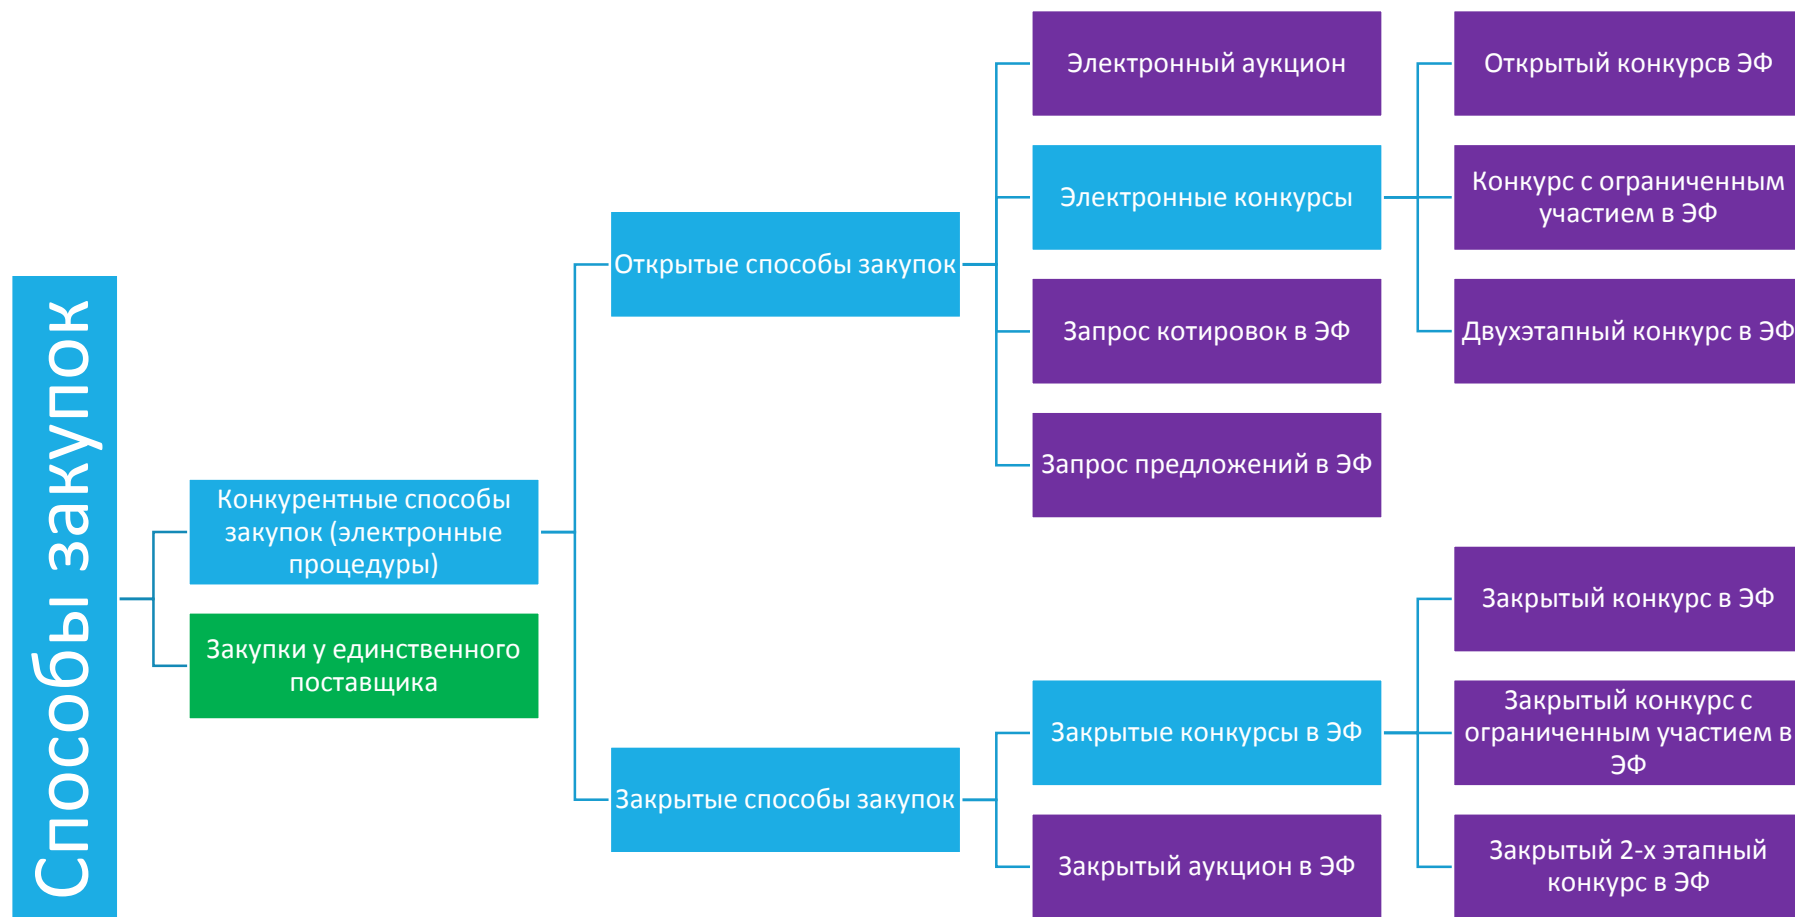 Способы закупок
Конкурентные способы
закупок (электронные
процедуры)
Закупки у единственного
поставщика
Открытые способы закупок
Закрытые способы закупок
Электронный аукцион
Электронные конкурсы
Запрос котировок в ЭФ
Запрос предложений в ЭФ
Закрытые конкурсы в ЭФ
Закрытый аукцион в ЭФ
Открытый конкурсв ЭФ
Конкурс с ограниченным
участием в ЭФ
Двухэтапный конкурс в ЭФ
Закрытый конкурс в ЭФ
Закрытый конкурс с
ограниченным участием в
ЭФ
Закрытый 2-х этапный
конкурс в ЭФ